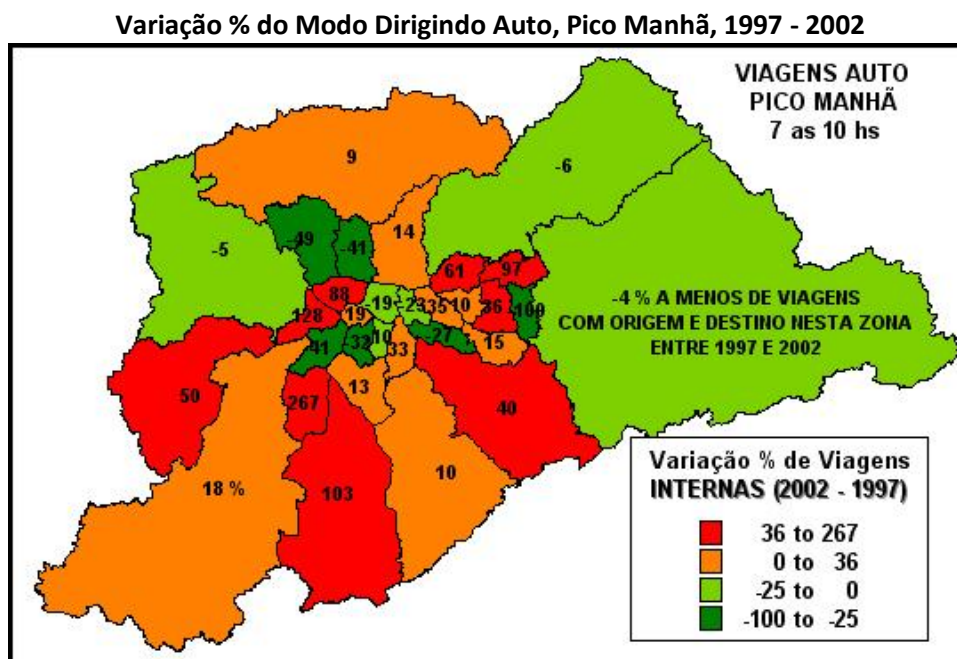 Variação % do Modo Dirigindo Auto, Pico Manhã, 1997 - 2002
VIAGENS AUTO
PICO MANHÃ
7 as 10 hs
9
-6
-5
-49
-41
14
61
97
88
-19
-23
35
10
36
-100
128
19
-4 % A MENOS DE VIAGENS
COM ORIGEM E DESTINO NESTA ZONA
ENTRE 1997 E 2002
41
32
10
33
27
15
13
50
267
40
18 %
103
10
Variação % de Viagens
INTERNAS (2002 - 1997)
36 to 267
0 to 36
-25 to 0
-100 to -25